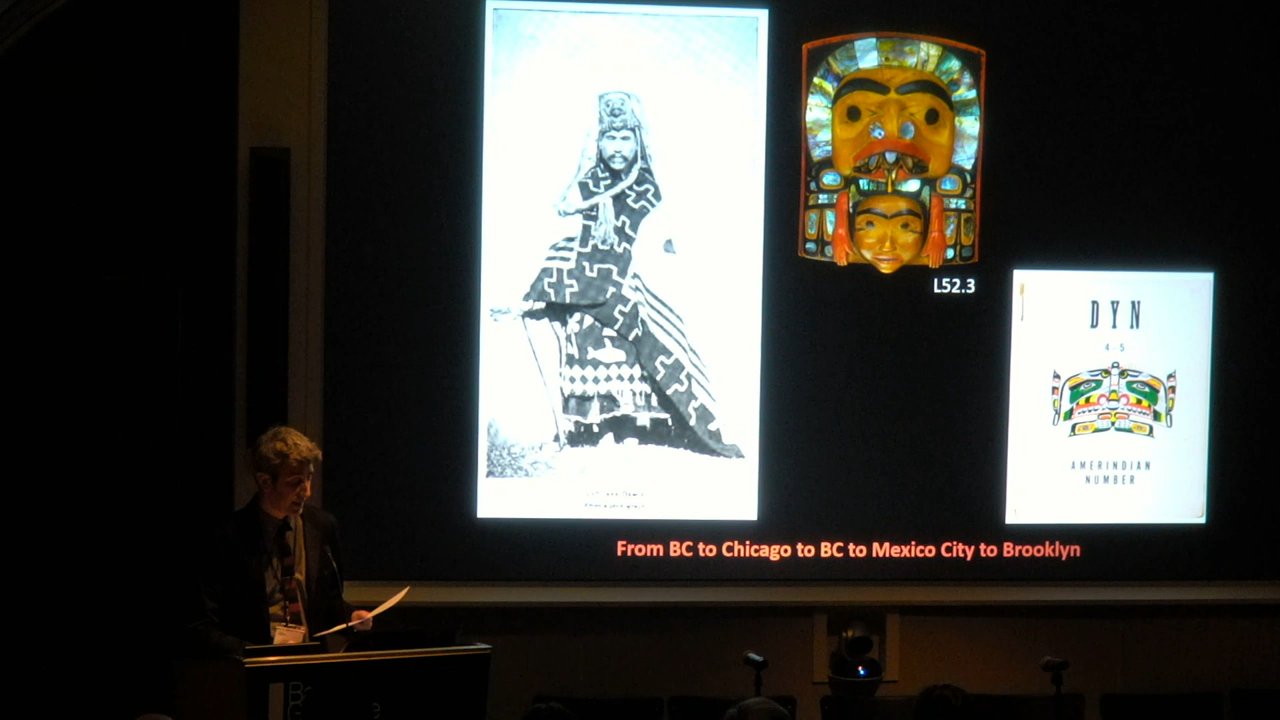 L52.3
DYN
4-5
AMERINDIAN
NUMBER
From BC to Chicago to BC to Mexico City to Brooklyn